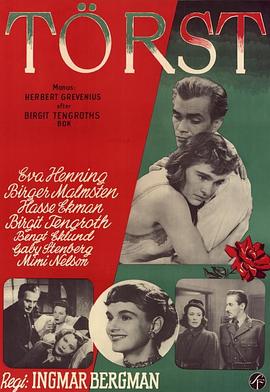 TÖRST
Manus:
HERBERT GREVENIUS
efter
BIRGIT TENGROTHS
BOK
Eva Henning
Birger Malmsten
Hasse Ekman
Birgit Tengroth
Bengt Eklund
Gaby Stenberg
Mimi Nelson
Regi: INGMAR BERGMAN